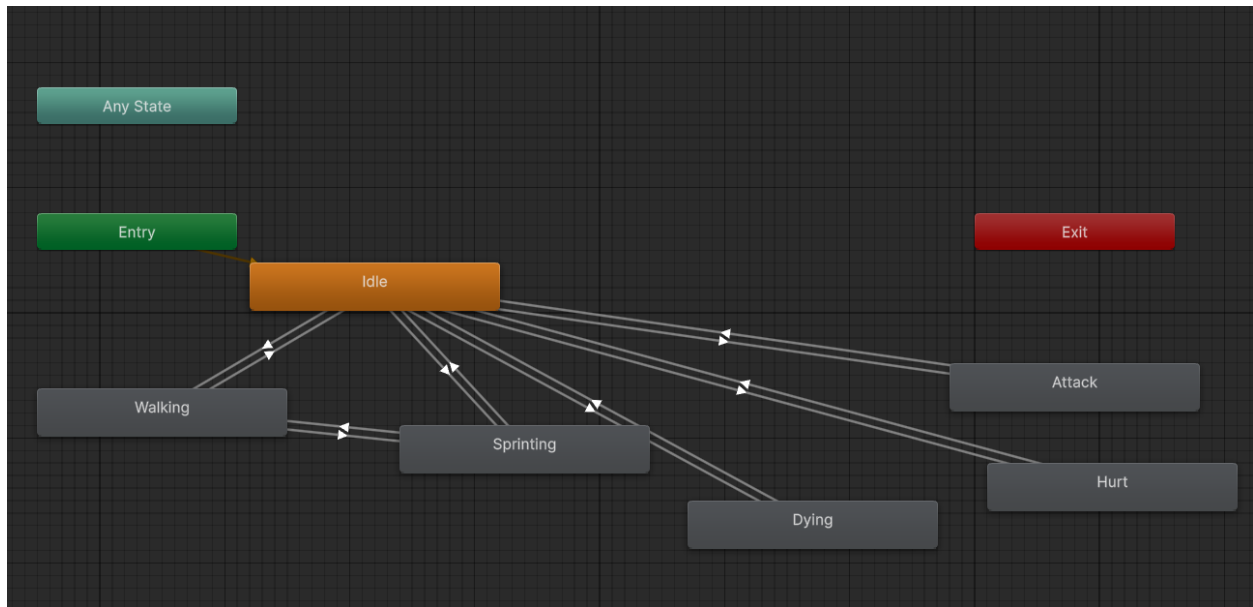 Any State
Entry
Exit
Idle
Attack
Walking
Sprinting
Hurt
Dying